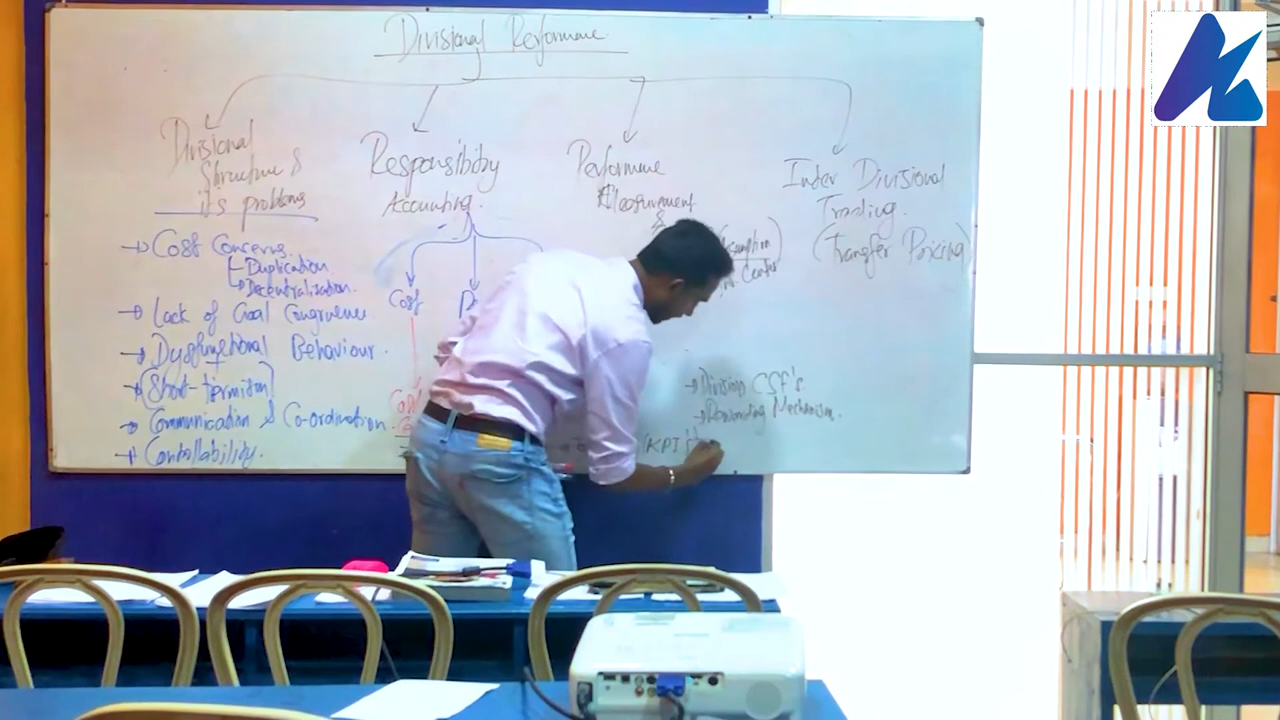 Divisional Performance
Divisional
Structure &
its problems
→ Cost Concerns
Duplication
→ Decentralization.
→ Lack of Goal Congruence
→ Dysfunctional Behaviour.
→ (Short-termism)
→ Communication & Co-ordination.
→ Controllability.
Responsibility
Accounting.
Cost
Performance
Measurement
&
Center
→ Division CSF's
→ Rewarding Mechanism.
(KPI's
Inter Divisional
Trading.
(Transfer Pricing)